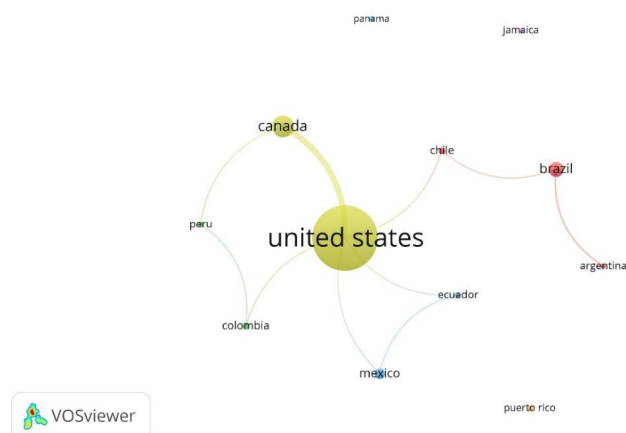 panama
jamaica
canada
chile
brazil
peru
united states
argentina
ecuador
colombia
mexico
puerto rico
VOSviewer